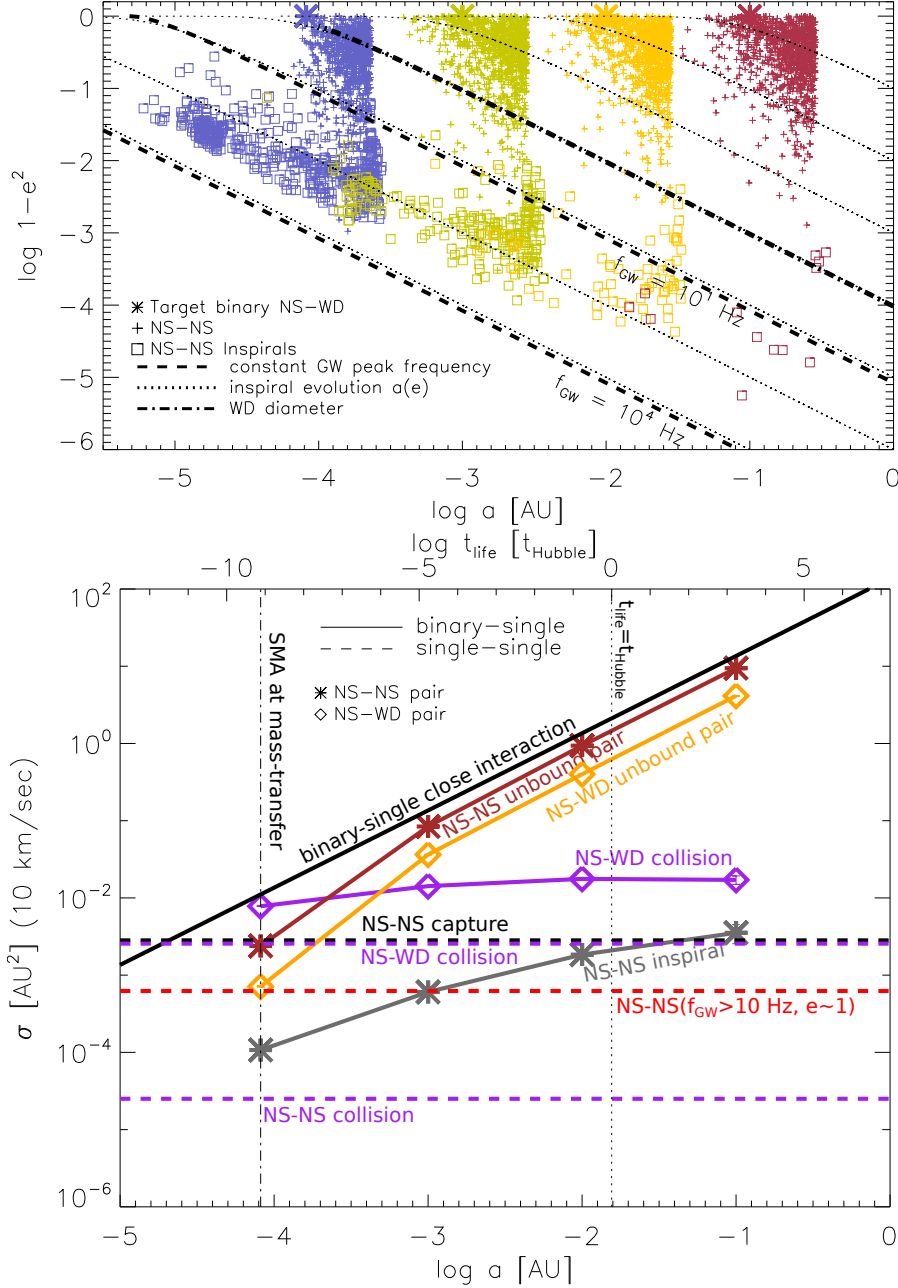 0
−1
−2
−3
−4
−5
−6
log 1−e²
f_GW = 10¹ Hz
f_GW = 10⁴ Hz
Target binary NS−WD
NS−NS
NS−NS Inspirals
constant GW peak frequency
inspiral evolution a(e)
WD diameter
−5 −4 −3 −2 −1 0
log a [AU]
log t_life [t_Hubble]
−10 −5 0 5
10²
10⁰
10⁻²
10⁻⁴
10⁻⁶
σ [AU²] (10 km/sec)
binary−single
single−single
NS−NS pair
NS−WD pair
SMA at mass-transfer
t_life=t_Hubble
binary-single close interaction
NS-NS unbound pair
NS-WD unbound pair
NS-WD collision
NS-NS capture
NS-WD collision
NS-NS inspiral
NS-NS(f_GW>10 Hz, e~1)
NS-NS collision
−5 −4 −3 −2 −1 0
log a [AU]